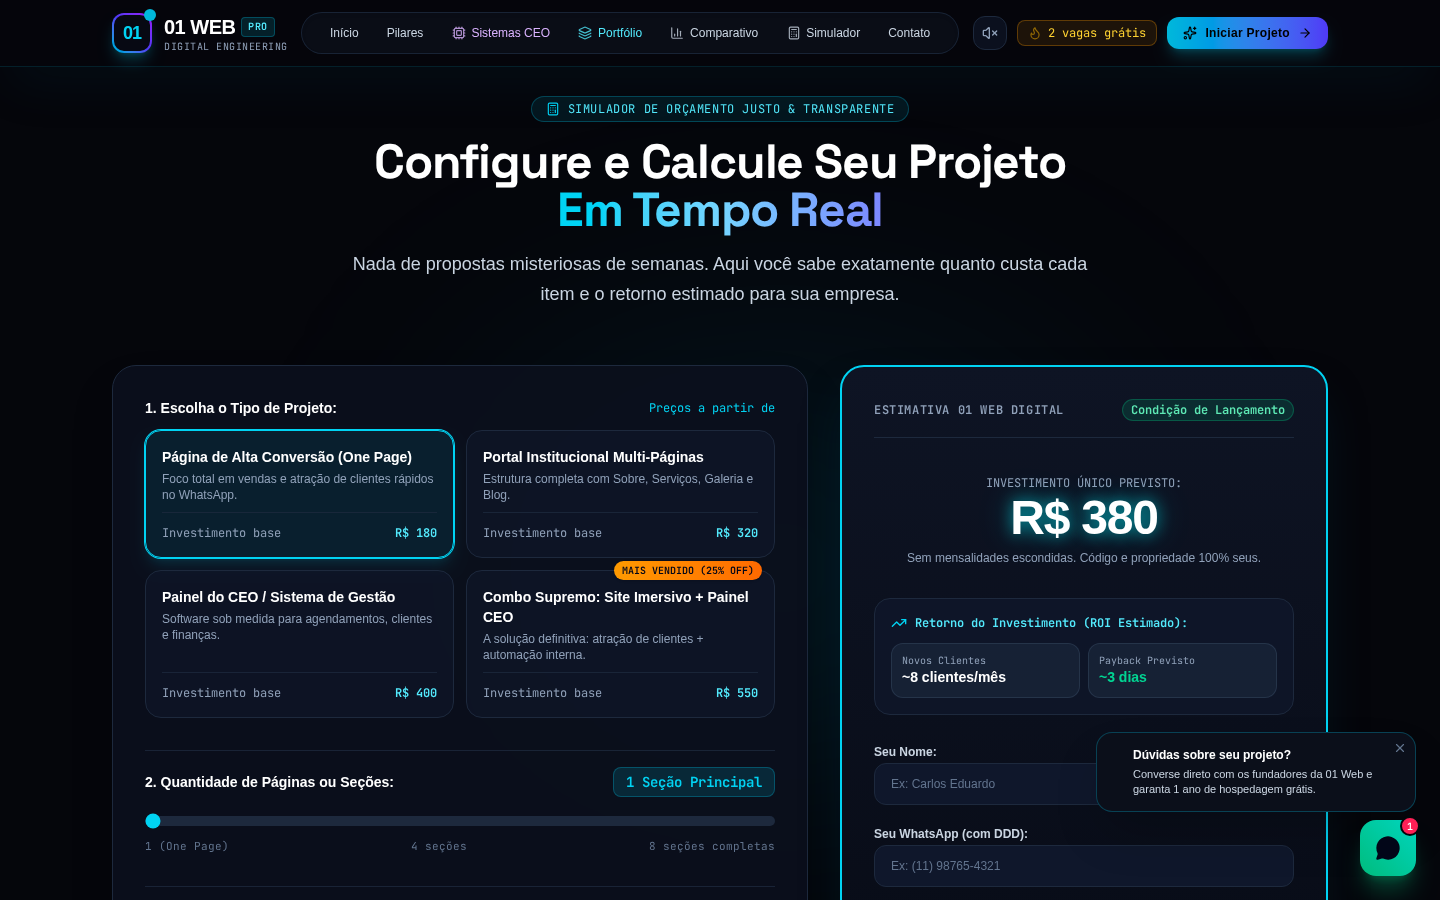 01
01 WEB PRO
DIGITAL ENGINEERING
Início
Pilares
Sistemas CEO
Portfólio
Comparativo
Simulador
Contato
2 vagas grátis
Iniciar Projeto
SIMULADOR DE ORÇAMENTO JUSTO & TRANSPARENTE
Configure e Calcule Seu Projeto
Em Tempo Real
Nada de propostas misteriosas de semanas. Aqui você sabe exatamente quanto custa cada
item e o retorno estimado para sua empresa.
1. Escolha o Tipo de Projeto:
Preços a partir de
Página de Alta Conversão (One Page)
Foco total em vendas e atração de clientes rápidos
no WhatsApp.
Investimento base R$ 180
Portal Institucional Multi-Páginas
Estrutura completa com Sobre, Serviços, Galeria e
Blog.
Investimento base R$ 320
Painel do CEO / Sistema de Gestão
Software sob medida para agendamentos, clientes
e finanças.
Investimento base R$ 400
MAIS VENDIDO (25% OFF)
Combo Supremo: Site Imersivo + Painel
CEO
A solução definitiva: atração de clientes +
automação interna.
Investimento base R$ 550
2. Quantidade de Páginas ou Seções:
1 Seção Principal
1 (One Page)
4 seções
8 seções completas
ESTIMATIVA 01 WEB DIGITAL
Condição de Lançamento
INVESTIMENTO ÚNICO PREVISTO:
R$ 380
Sem mensalidades escondidas. Código e propriedade 100% seus.
Retorno do Investimento (ROI Estimado):
Novos Clientes
~8 clientes/mês
Payback Previsto
~3 dias
Seu Nome:
Ex: Carlos Eduardo
Seu WhatsApp (com DDD):
Ex: (11) 98765-4321
Dúvidas sobre seu projeto?
Converse direto com os fundadores da 01 Web e
garanta 1 ano de hospedagem grátis.
1